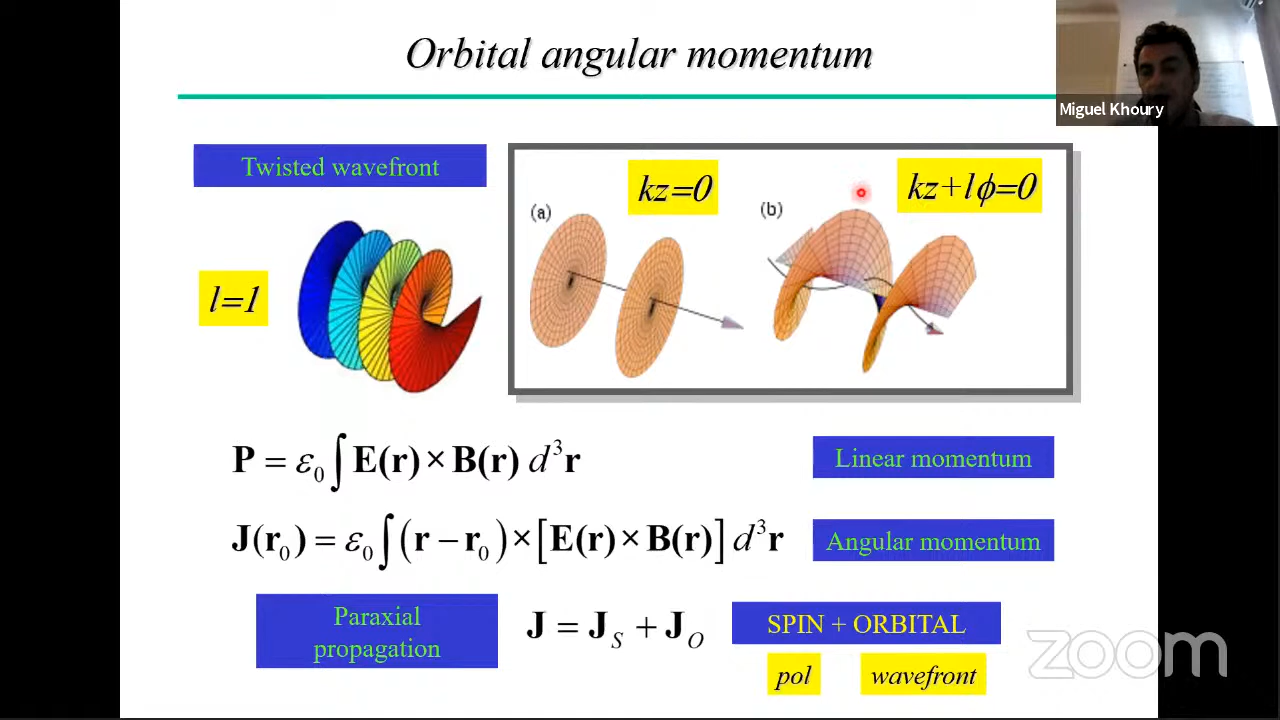 Orbital angular momentum
Miguel Khoury
Twisted wavefront
kz=0
kz+lϕ=0
(a)
(b)
l=1
P = ε₀ ∫ E(r) × B(r) d³r
Linear momentum
J(r₀) = ε₀ ∫ (r − r₀) × [E(r) × B(r)] d³r
Angular momentum
Paraxial
propagation
J = J_S + J_O
SPIN + ORBITAL
pol
wavefront
zoom